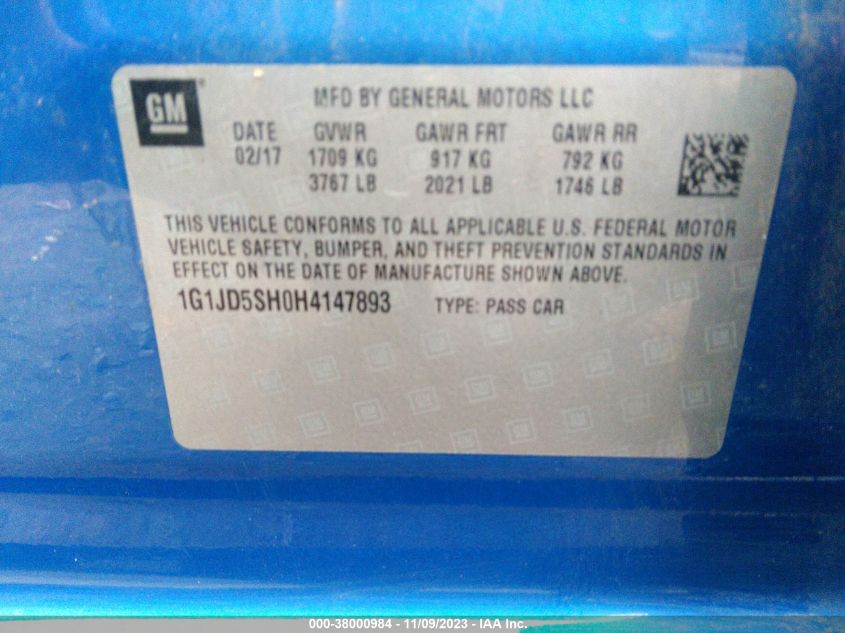 GM®
MFD BY GENERAL MOTORS LLC
DATE GVWR GAWR FRT GAWR RR
02/17 1709 KG 917 KG 792 KG
3767 LB 2021 LB 1746 LB
THIS VEHICLE CONFORMS TO ALL APPLICABLE U.S. FEDERAL MOTOR
VEHICLE SAFETY, BUMPER, AND THEFT PREVENTION STANDARDS IN
EFFECT ON THE DATE OF MANUFACTURE SHOWN ABOVE.
1G1JD5SH0H4147893 TYPE: PASS CAR
000-38000984 - 11/09/2023 - IAA Inc.